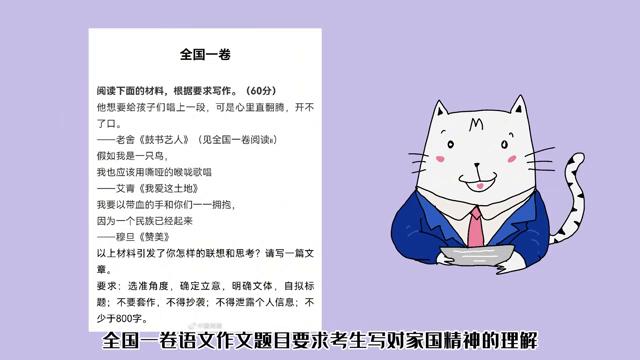 全国一卷
阅读下面的材料，根据要求写作。（60分）
他想要给孩子们唱上一段，可是心里直翻腾，开不
了口。
——老舍《鼓书艺人》（见全国一卷阅读Ⅱ）
假如我是一只鸟，
我也应该用嘶哑的喉咙歌唱
——艾青《我爱这土地》
我要以带血的手和你们一一拥抱，
因为一个民族已经起来
——穆旦《赞美》
以上材料引发了你怎样的联想和思考？请写一篇文
章。
要求：选准角度，确定立意，明确文体，自拟标
题；不要套作，不得抄袭；不得泄露个人信息；不
少于800字。
全国一卷语文作文题目要求考生写对家国精神的理解